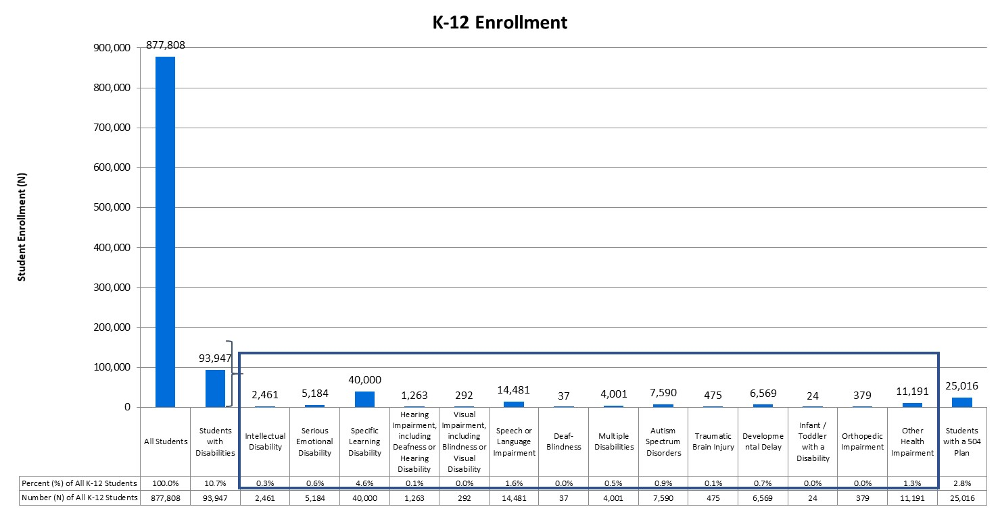 K-12 Enrollment
Student Enrollment (N)
900,000
800,000
700,000
600,000
500,000
400,000
300,000
200,000
100,000
0
877,808
93,947
2,461
5,184
40,000
1,263
292
14,481
37
4,001
7,590
475
6,569
24
379
11,191
25,016
All Students
Students
with
Disabilities
Intellectual
Disability
Serious
Emotional
Disability
Specific
Learning
Disability
Hearing
Impairment,
including
Deafness or
Hearing
Disability
Visual
Impairment,
including
Blindness or
Visual
Disability
Speech or
Language
Impairment
Deaf-
Blindness
Multiple
Disabilities
Autism
Spectrum
Disorders
Traumatic
Brain Injury
Developme
ntal Delay
Infant /
Toddler
with a
Disability
Orthopedic
Impairment
Other
Health
Impairment
Students
with a 504
Plan
Percent (%) of All K-12 Students 100.0% 10.7% 0.3% 0.6% 4.6% 0.1% 0.0% 1.6% 0.0% 0.5% 0.9% 0.1% 0.7% 0.0% 0.0% 1.3% 2.8%
Number (N) of All K-12 Students 877,808 93,947 2,461 5,184 40,000 1,263 292 14,481 37 4,001 7,590 475 6,569 24 379 11,191 25,016